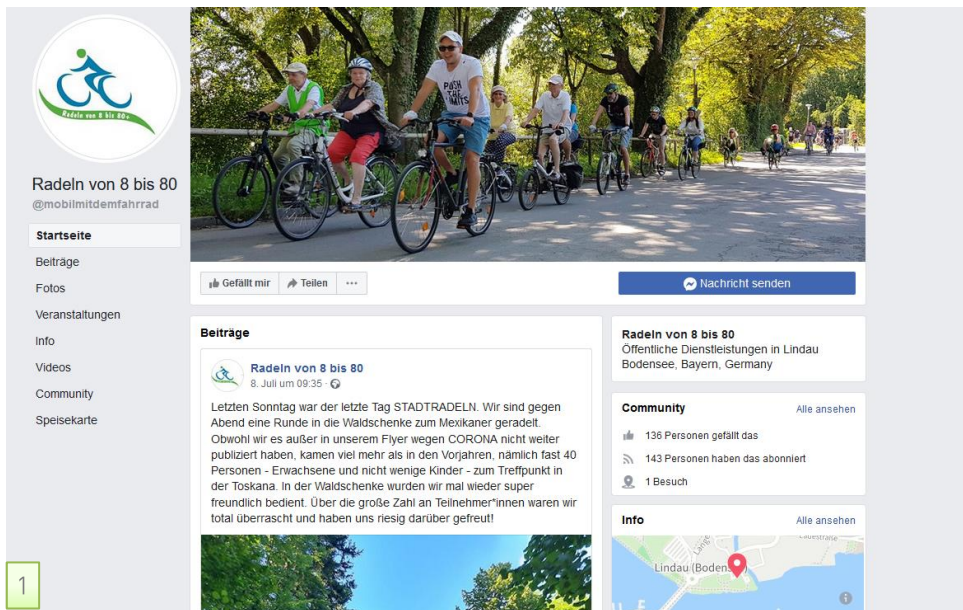 Radeln von 8 bis 80+
Radeln von 8 bis 80
@mobilmitdemfahrrad
Startseite
Beiträge
Fotos
Veranstaltungen
Info
Videos
Community
Speisekarte
PUSH
THE
LIMITS
Gefällt mir
Teilen
Nachricht senden
Beiträge
Radeln von 8 bis 80
8. Juli um 09:35 ·
Letzten Sonntag war der letzte Tag STADTRADELN. Wir sind gegen
Abend eine Runde in die Waldschenke zum Mexikaner geradelt.
Obwohl wir es außer in unserem Flyer wegen CORONA nicht weiter
publiziert haben, kamen viel mehr als in den Vorjahren, nämlich fast 40
Personen - Erwachsene und nicht wenige Kinder - zum Treffpunkt in
der Toskana. In der Waldschenke wurden wir mal wieder super
freundlich bedient. Über die große Zahl an Teilnehmer*innen waren wir
total überrascht und haben uns riesig darüber gefreut!
Radeln von 8 bis 80
Öffentliche Dienstleistungen in Lindau
Bodensee, Bayern, Germany
Community
Alle ansehen
136 Personen gefällt das
143 Personen haben das abonniert
1 Besuch
Info
Alle ansehen
Lindau (Boden
1